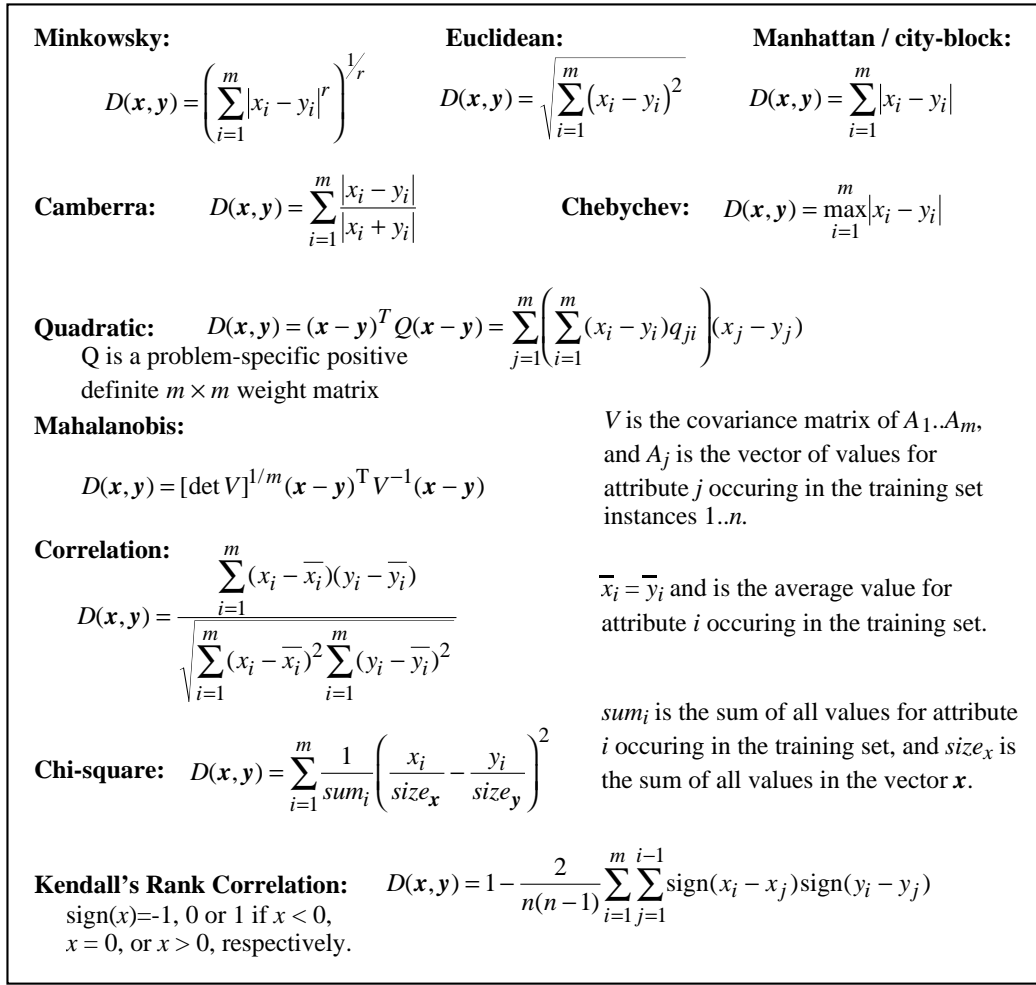 Minkowsky: Euclidean: Manhattan / city-block:
D(x, y) = (∑_{i=1}^{m} |x_i − y_i|^r)^{1/r} D(x, y) = √(∑_{i=1}^{m} (x_i − y_i)^2) D(x, y) = ∑_{i=1}^{m} |x_i − y_i|
Camberra: D(x, y) = ∑_{i=1}^{m} |x_i − y_i| / |x_i + y_i| Chebychev: D(x, y) = max_{i=1}^{m} |x_i − y_i|
Quadratic: D(x, y) = (x − y)^T Q(x − y) = ∑_{j=1}^{m} (∑_{i=1}^{m} (x_i − y_i)q_{ji}) (x_j − y_j)
Q is a problem-specific positive
definite m × m weight matrix
Mahalanobis:
D(x, y) = [det V]^{1/m} (x − y)^T V^{−1} (x − y)
V is the covariance matrix of A_1..A_m,
and A_j is the vector of values for
attribute j occuring in the training set
instances 1..n.
Correlation:
D(x, y) = ∑_{i=1}^{m} (x_i − x̅_i)(y_i − y̅_i) / √(∑_{i=1}^{m} (x_i − x̅_i)^2 ∑_{i=1}^{m} (y_i − y̅_i)^2)
x̅_i = y̅_i and is the average value for
attribute i occuring in the training set.
Chi-square: D(x, y) = ∑_{i=1}^{m} 1/sum_i (x_i/size_x − y_i/size_y)^2
sum_i is the sum of all values for attribute
i occuring in the training set, and size_x is
the sum of all values in the vector x.
Kendall's Rank Correlation: D(x, y) = 1 − 2/(n(n − 1)) ∑_{i=1}^{m} ∑_{j=1}^{i−1} sign(x_i − x_j)sign(y_i − y_j)
sign(x)=-1, 0 or 1 if x < 0,
x = 0, or x > 0, respectively.